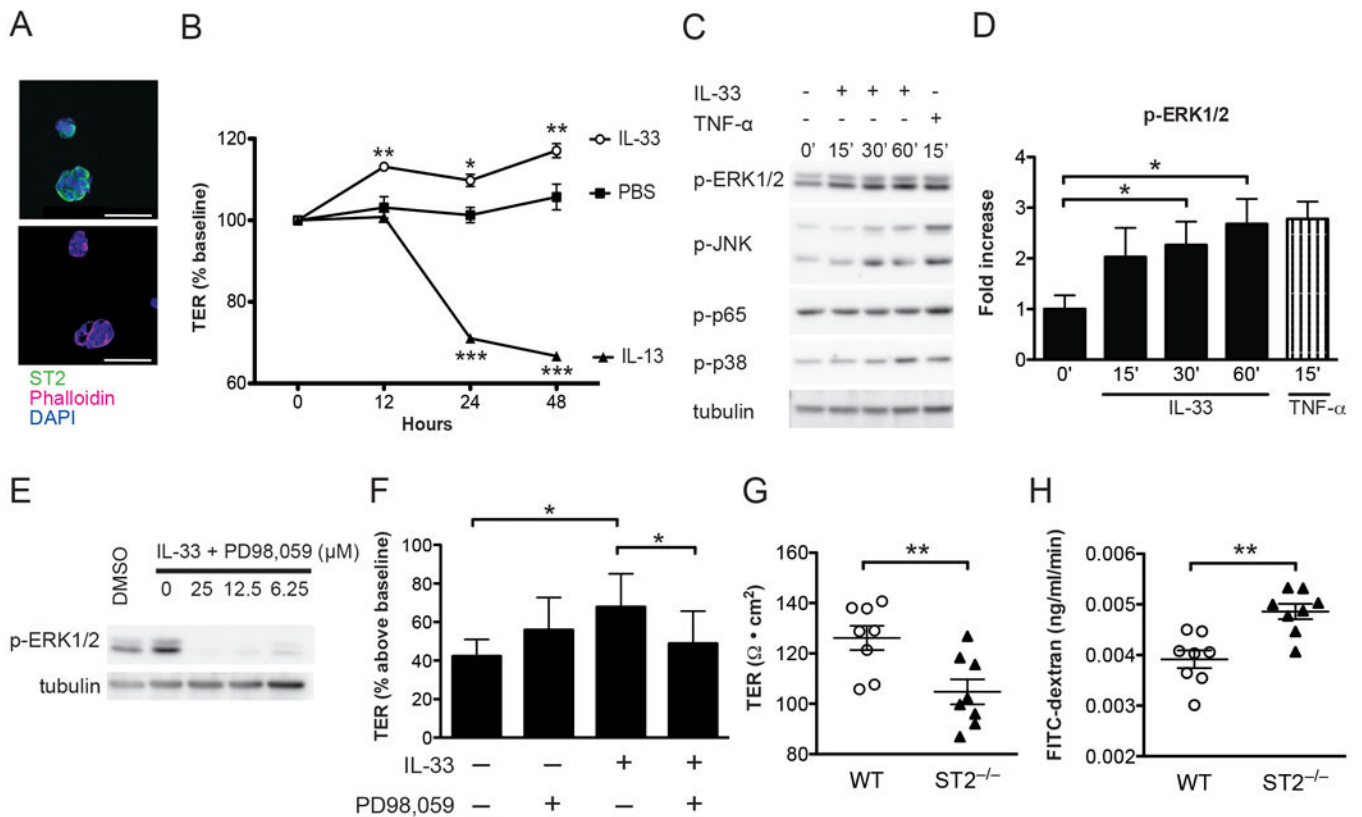 A
ST2
Phalloidin
DAPI
B
TER (% baseline)
120
100
80
60
** * **
IL-33
PBS
IL-13
***
***
0 12 24 48
Hours
C
IL-33 - + + + -
TNF-α - - - - +
0' 15' 30' 60' 15'
p-ERK1/2
p-JNK
p-p65
p-p38
tubulin
D
p-ERK1/2
Fold increase
4
3
2
1
0
*
*
0' 15' 30' 60' 15'
IL-33 TNF-α
E
DMSO
IL-33 + PD98,059 (μM)
0 25 12.5 6.25
p-ERK1/2
tubulin
F
TER (% above baseline)
100
80
60
40
20
0
*
*
IL-33 – – + +
PD98,059 – + – +
G
TER (Ω • cm²)
160
140
120
100
80
**
WT ST2–/–
H
FITC-dextran (ng/ml/min)
0.006
0.005
0.004
0.003
0.002
**
WT ST2–/–